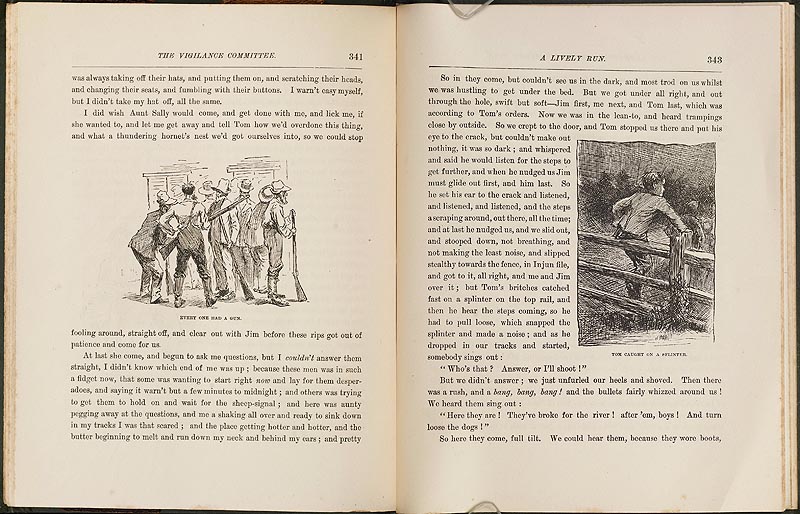 THE VIGILANCE COMMITTEE. 341
was always taking off their hats, and putting them on, and scratching their heads,
and changing their seats, and fumbling with their buttons. I warn't easy myself,
but I didn't take my hat off, all the same.
I did wish Aunt Sally would come, and get done with me, and lick me, if
she wanted to, and let me get away and tell Tom how we'd overdone this thing,
and what a thundering hornet's nest we'd got ourselves into, so we could stop
EVERY ONE HAD A GUN.
fooling around, straight off, and clear out with Jim before these rips got out of
patience and come for us.
At last she come, and begun to ask me questions, but I couldn't answer them
straight, I didn't know which end of me was up; because these men was in such
a fidget now, that some was wanting to start right now and lay for them desper-
adoes, and saying it warn't but a few minutes to midnight; and others was trying
to get them to hold on and wait for the sheep-signal; and here was aunty
pegging away at the questions, and me a shaking all over and ready to sink down
in my tracks I was that scared; and the place getting hotter and hotter, and the
butter beginning to melt and run down my neck and behind my ears; and pretty
A LIVELY RUN. 343
So in they come, but couldn't see us in the dark, and most trod on us whilst
we was hustling to get under the bed. But we got under all right, and out
through the hole, swift but soft—Jim first, me next, and Tom last, which was
according to Tom's orders. Now we was in the lean-to, and heard trampings
close by outside. So we crept to the door, and Tom stopped us there and put his
eye to the crack, but couldn't make out
nothing, it was so dark; and whispered
and said he would listen for the steps to
get further, and when he nudged us Jim
must glide out first, and him last. So
he set his ear to the crack and listened,
and listened, and listened, and the steps
a scraping around, out there, all the time;
and at last he nudged us, and we slid out,
and stooped down, not breathing, and
not making the least noise, and slipped
stealthy towards the fence, in Injun file,
and got to it, all right, and me and Jim
over it; but Tom's britches catched
fast on a splinter on the top rail, and
then he hear the steps coming, so he
had to pull loose, which snapped the
splinter and made a noise; and as he
dropped in our tracks and started,
somebody sings out:
TOM CAUGHT ON A SPLINTER.
"Who's that? Answer, or I'll shoot!"
But we didn't answer; we just unfurled our heels and shoved. Then there
was a rush, and a bang, bang, bang! and the bullets fairly whizzed around us!
We heard them sing out:
"Here they are! They've broke for the river! after 'em, boys! And turn
loose the dogs!"
So here they come, full tilt. We could hear them, because they wore boots,